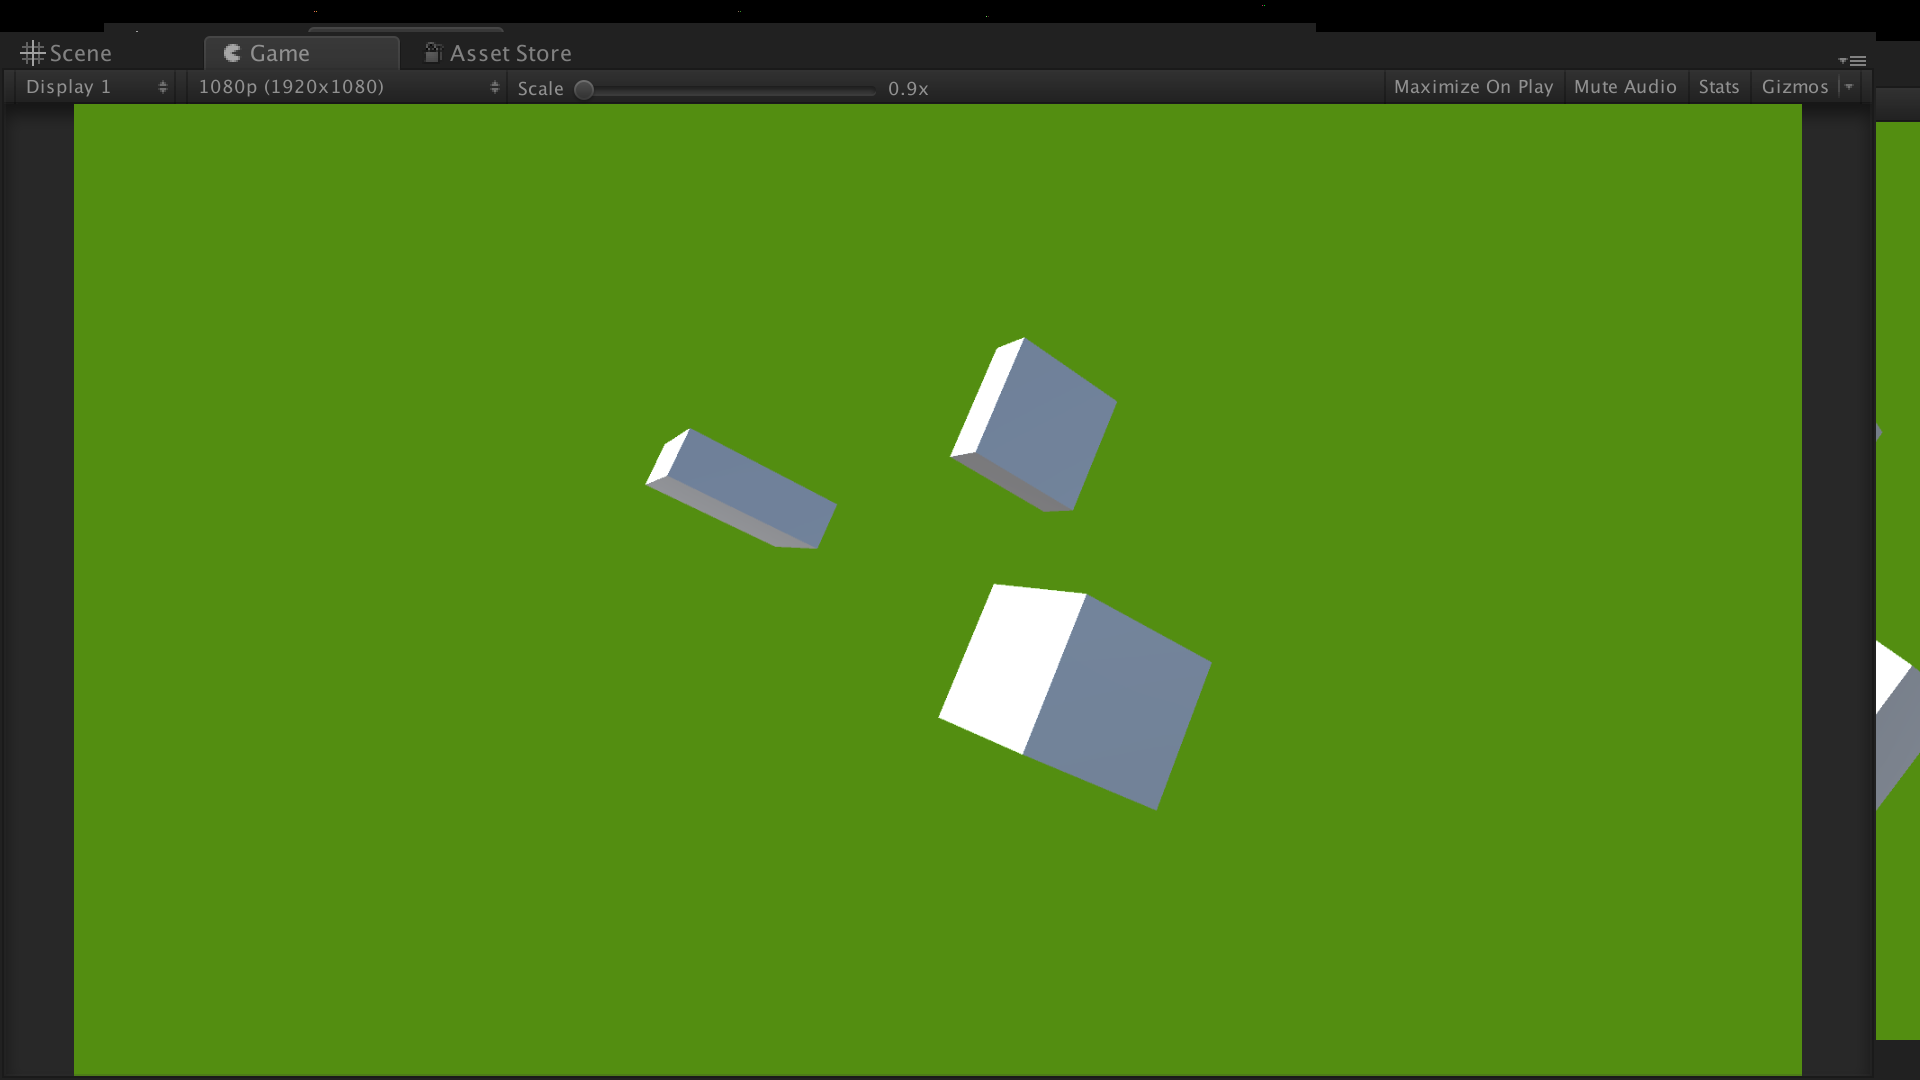 Scene Game Asset Store
Display 1 1080p (1920x1080) Scale 0.9x Maximize On Play Mute Audio Stats Gizmos